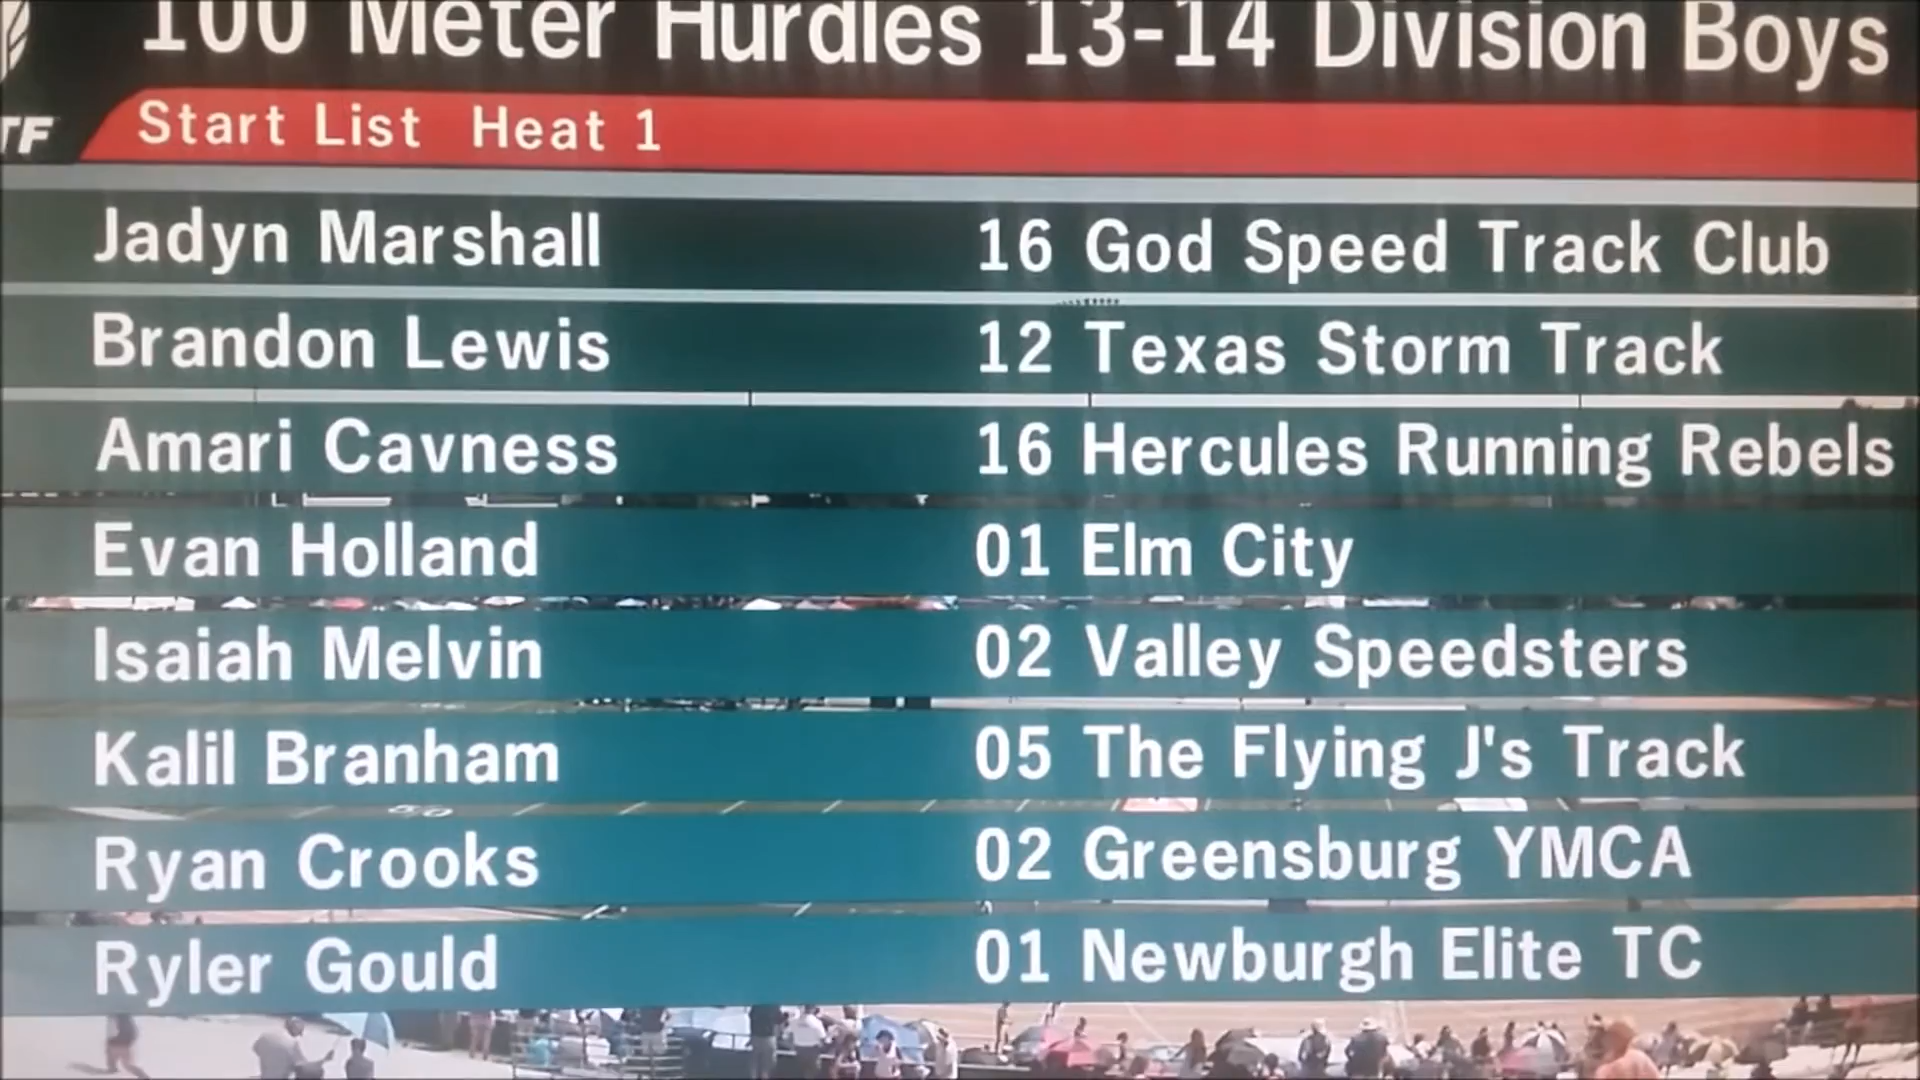 100 Meter Hurdles 13-14 Division Boys
TF
Start List Heat 1
Jadyn Marshall 16 God Speed Track Club
Brandon Lewis 12 Texas Storm Track
Amari Cavness 16 Hercules Running Rebels
Evan Holland 01 Elm City
Isaiah Melvin 02 Valley Speedsters
Kalil Branham 05 The Flying J's Track
Ryan Crooks 02 Greensburg YMCA
Ryler Gould 01 Newburgh Elite TC